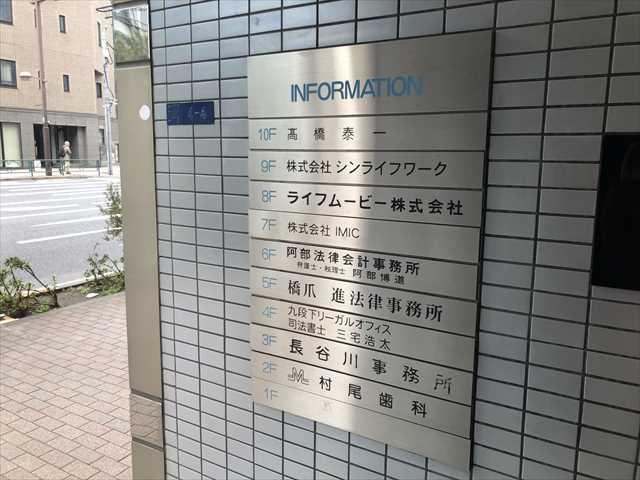 INFORMATION
10F 髙橋泰一
9F 株式会社 シンライフワーク
8F ライフムービー株式会社
7F 株式会社 IMIC
6F 阿部法律会計事務所
弁護士・税理士 阿部博道
5F 橋爪 進法律事務所
4F 九段下リーガルオフィス
司法書士 三宅浩太
3F 長谷川事務所
2F 村尾歯科
1F